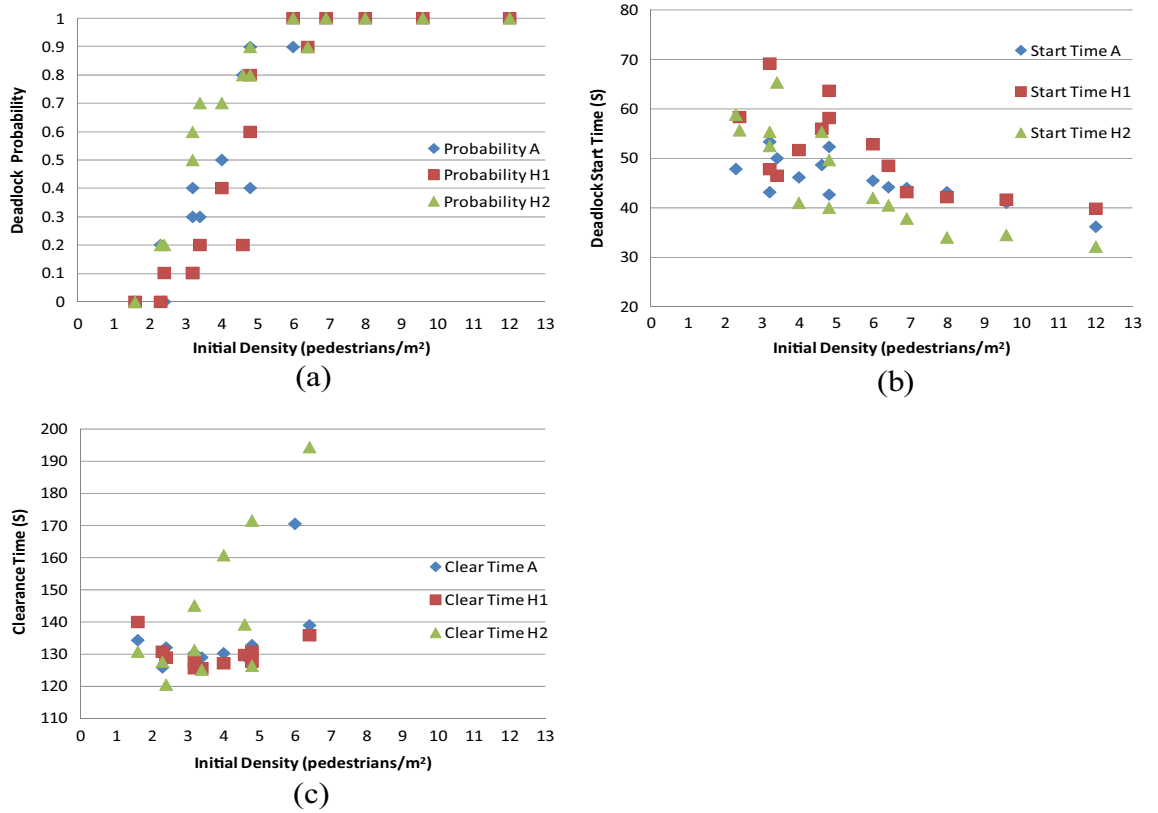 Deadlock Probability
1
0.9
0.8
0.7
0.6
0.5
0.4
0.3
0.2
0.1
0
Probability A
Probability H1
Probability H2
0 1 2 3 4 5 6 7 8 9 10 11 12 13
Initial Density (pedestrians/m²)
(a)
Deadlock Start Time (S)
80
70
60
50
40
30
20
Start Time A
Start Time H1
Start Time H2
0 1 2 3 4 5 6 7 8 9 10 11 12 13
Initial Density (pedestrians/m²)
(b)
Clearance Time (S)
200
190
180
170
160
150
140
130
120
110
Clear Time A
Clear Time H1
Clear Time H2
0 1 2 3 4 5 6 7 8 9 10 11 12 13
Initial Density (pedestrians/m²)
(c)